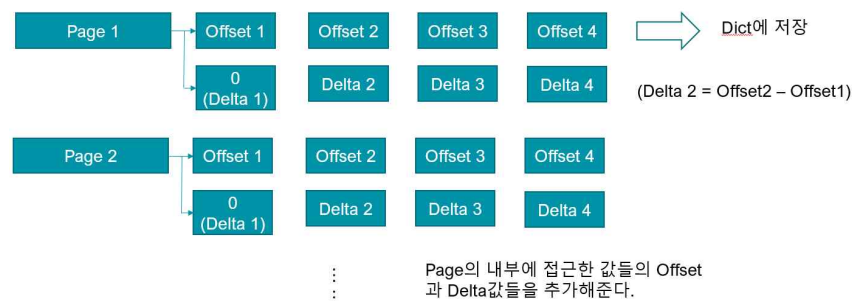 Page 1
Offset 1
Offset 2
Offset 3
Offset 4
Dict에 저장
0
(Delta 1)
Delta 2
Delta 3
Delta 4
(Delta 2 = Offset2 – Offset1)
Page 2
Offset 1
Offset 2
Offset 3
Offset 4
0
(Delta 1)
Delta 2
Delta 3
Delta 4
⋮
Page의 내부에 접근한 값들의 Offset
과 Delta값들을 추가해준다.